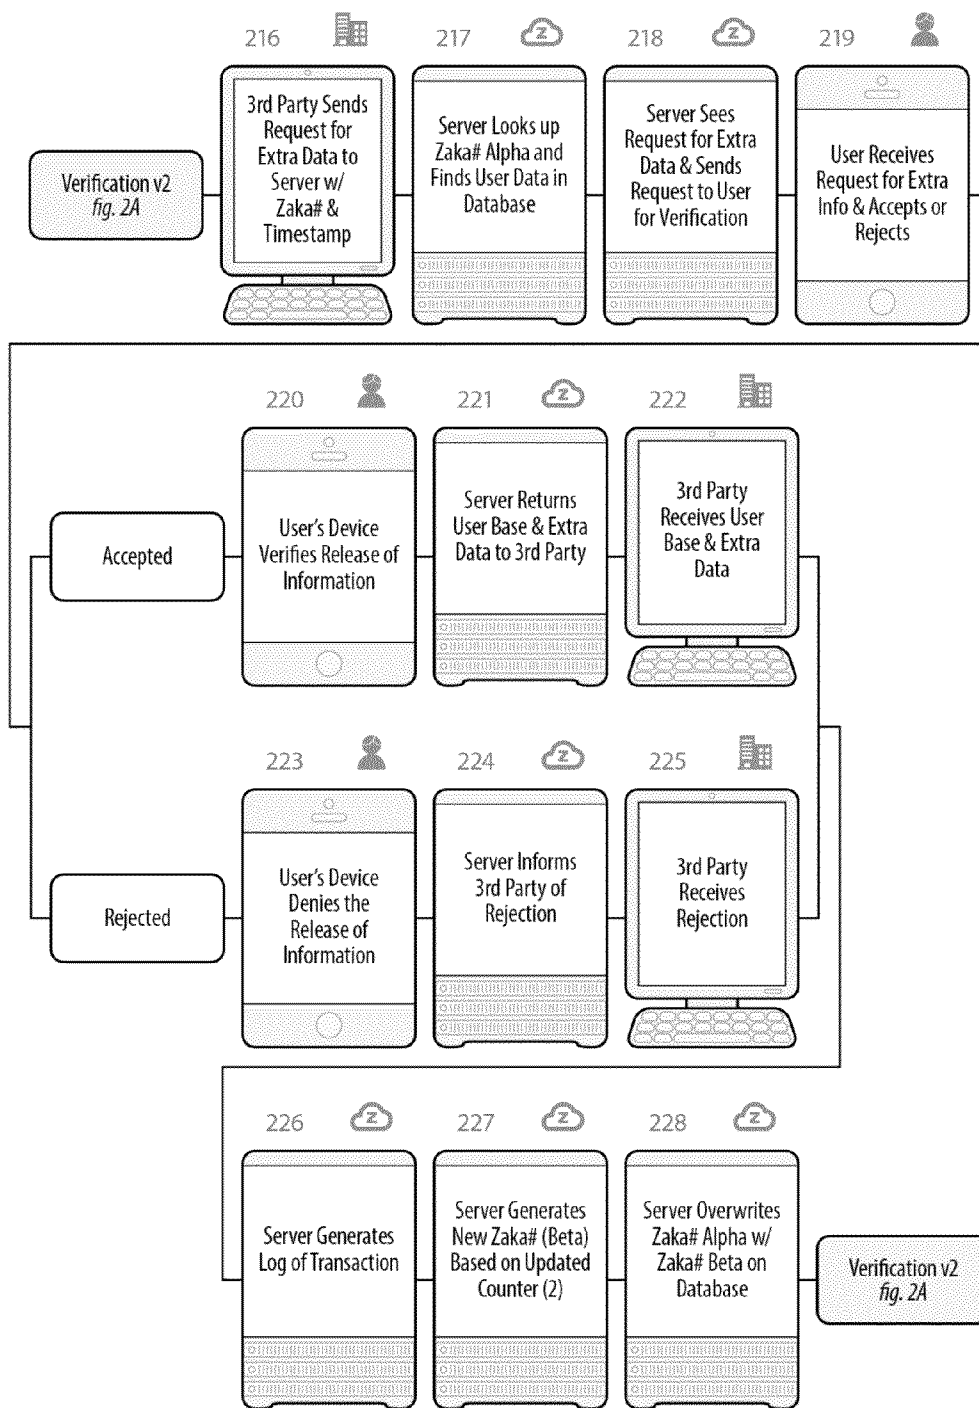 216
217
218
219
Verification v2
fig. 2A
3rd Party Sends
Request for
Extra Data to
Server w/
Zaka# &
Timestamp
Server Looks up
Zaka# Alpha and
Finds User Data in
Database
Server Sees
Request for Extra
Data & Sends
Request to User
for Verification
User Receives
Request for Extra
Info & Accepts or
Rejects
220
221
222
Accepted
User's Device
Verifies Release of
Information
Server Returns
User Base & Extra
Data to 3rd Party
3rd Party
Receives User
Base & Extra
Data
223
224
225
Rejected
User's Device
Denies the
Release of
Information
Server Informs
3rd Party of
Rejection
3rd Party
Receives
Rejection
226
227
228
Server Generates
Log of Transaction
Server Generates
New Zaka# (Beta)
Based on Updated
Counter (2)
Server Overwrites
Zaka# Alpha w/
Zaka# Beta on
Database
Verification v2
fig. 2A
Z
Z
Z
Z
Z
Z
Z